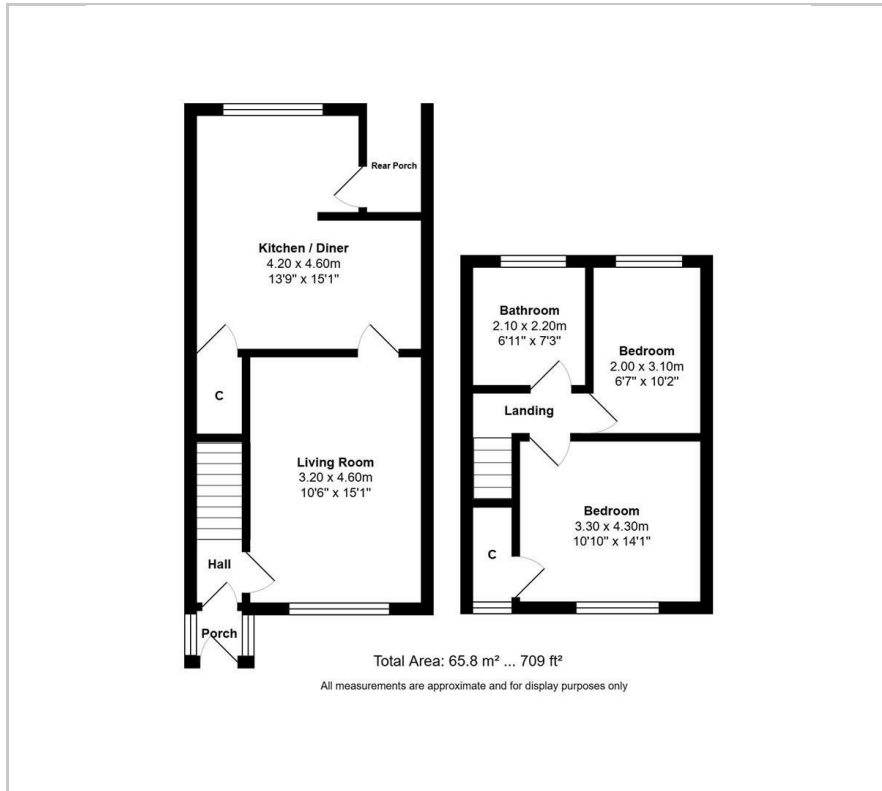 Rear Porch
Kitchen / Diner
4.20 x 4.60m
13'9" x 15'1"
C
Living Room
3.20 x 4.60m
10'6" x 15'1"
Hall
Porch
Bathroom
2.10 x 2.20m
6'11" x 7'3"
Bedroom
2.00 x 3.10m
6'7" x 10'2"
Landing
Bedroom
3.30 x 4.30m
10'10" x 14'1"
C
Total Area: 65.8 m² ... 709 ft²
All measurements are approximate and for display purposes only